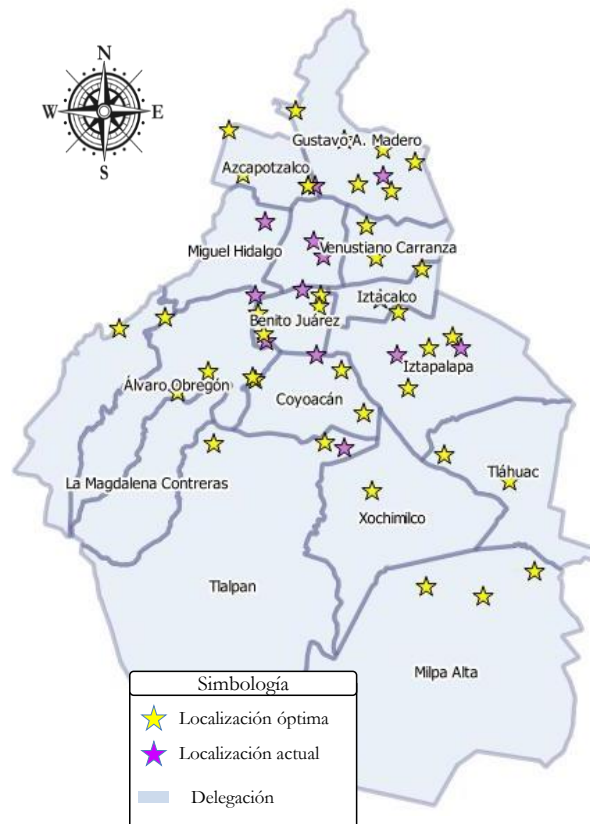 N
W
E
S
Gustavo A. Madero
Azcapotzalco
Miguel Hidalgo
Venustiano Carranza
Iztacalco
Benito Juárez
Iztapalapa
Álvaro Obregón
Coyoacán
La Magdalena Contreras
Tláhuac
Xochimilco
Tlalpan
Milpa Alta
Simbología
Localización óptima
Localización actual
Delegación